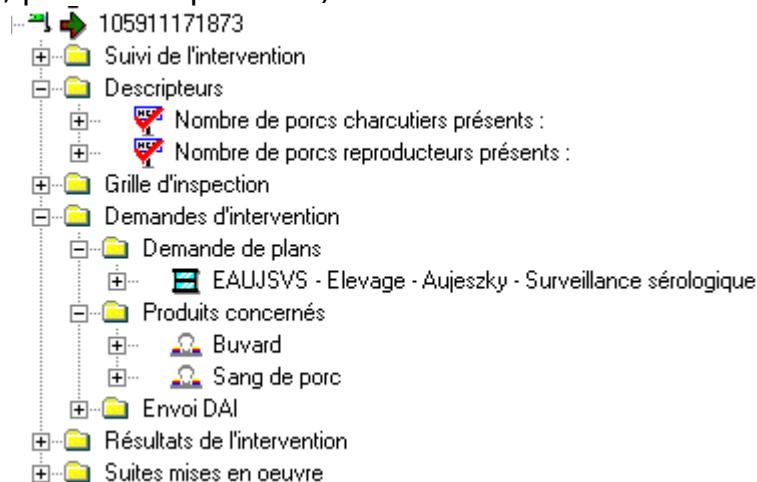 105911171873
Suivi de l'intervention
Descripteurs
Nombre de porcs charcutiers présents :
Nombre de porcs reproducteurs présents :
Grille d'inspection
Demandes d'intervention
Demande de plans
EAUJSVS - Elevage - Aujeszky - Surveillance sérologique
Produits concernés
Buvard
Sang de porc
Envoi DAI
Résultats de l'intervention
Suites mises en oeuvre